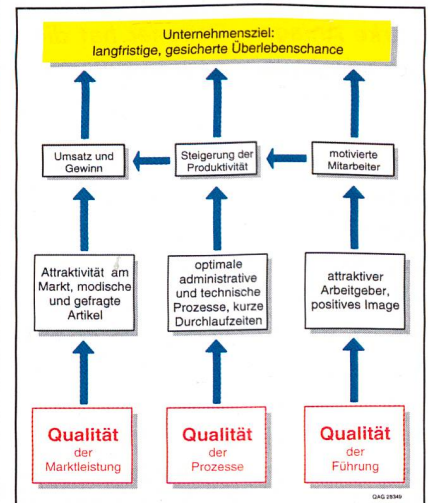 Unternehmensziel:
langfristige, gesicherte Überlebenschance
Umsatz und
Gewinn
Steigerung der
Produktivität
motivierte
Mitarbeiter
Attraktivität am
Markt, modische
und gefragte
Artikel
optimale
administrative
und technische
Prozesse, kurze
Durchlaufzeiten
attraktiver
Arbeitgeber,
positives Image
Qualität
der
Marktleistung
Qualität
der
Prozesse
Qualität
der
Führung
QAG 28349